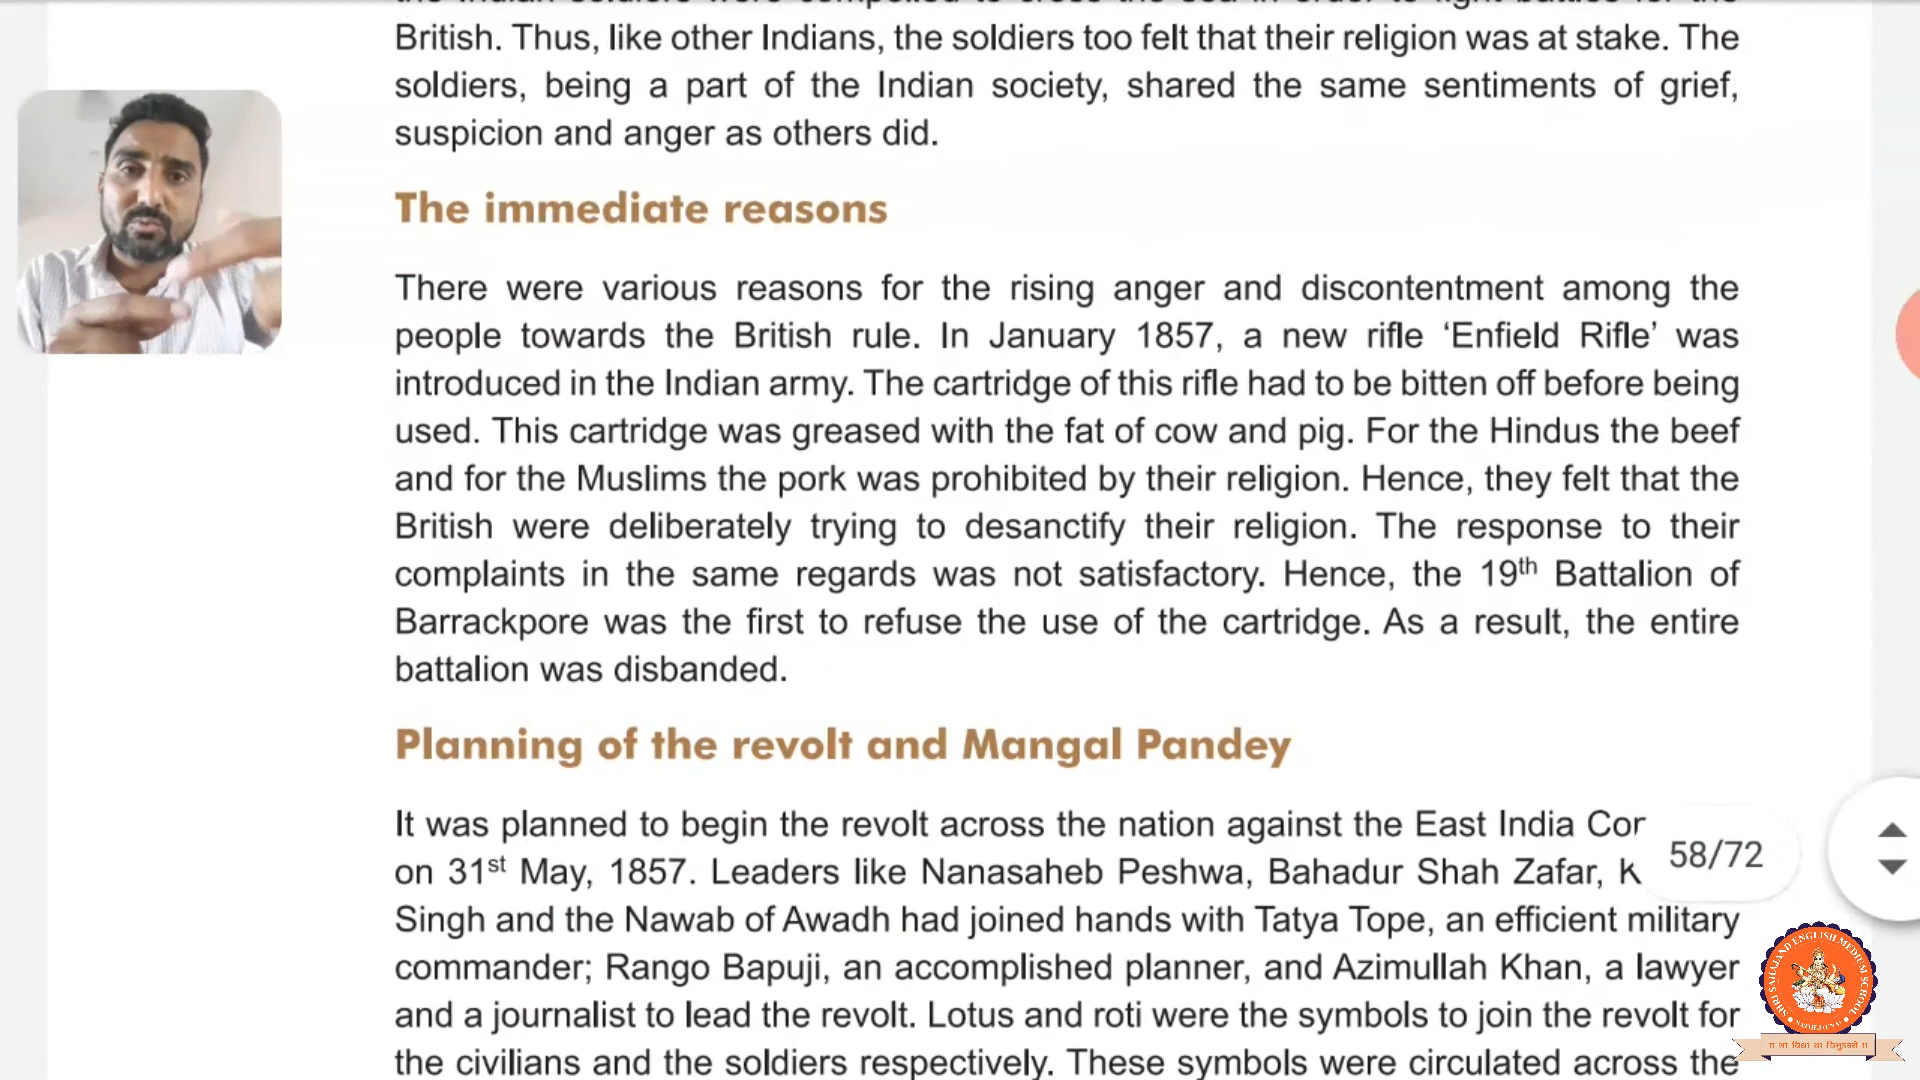 British. Thus, like other Indians, the soldiers too felt that their religion was at stake. The
soldiers, being a part of the Indian society, shared the same sentiments of grief,
suspicion and anger as others did.
The immediate reasons
There were various reasons for the rising anger and discontentment among the
people towards the British rule. In January 1857, a new rifle ‘Enfield Rifle’ was
introduced in the Indian army. The cartridge of this rifle had to be bitten off before being
used. This cartridge was greased with the fat of cow and pig. For the Hindus the beef
and for the Muslims the pork was prohibited by their religion. Hence, they felt that the
British were deliberately trying to desanctify their religion. The response to their
complaints in the same regards was not satisfactory. Hence, the 19th Battalion of
Barrackpore was the first to refuse the use of the cartridge. As a result, the entire
battalion was disbanded.
Planning of the revolt and Mangal Pandey
It was planned to begin the revolt across the nation against the East India
on 31st May, 1857. Leaders like Nanasaheb Peshwa, Bahadur Shah Zafar,
Singh and the Nawab of Awadh had joined hands with Tatya Tope, an efficient military
commander; Rango Bapuji, an accomplished planner, and Azimullah Khan, a lawyer
and a journalist to lead the revolt. Lotus and roti were the symbols to join the revolt for
the civilians and the soldiers respectively. These symbols were circulated across the
58/72
SHRI SAHAJANAND ENGLISH MEDIUM SCHOOL